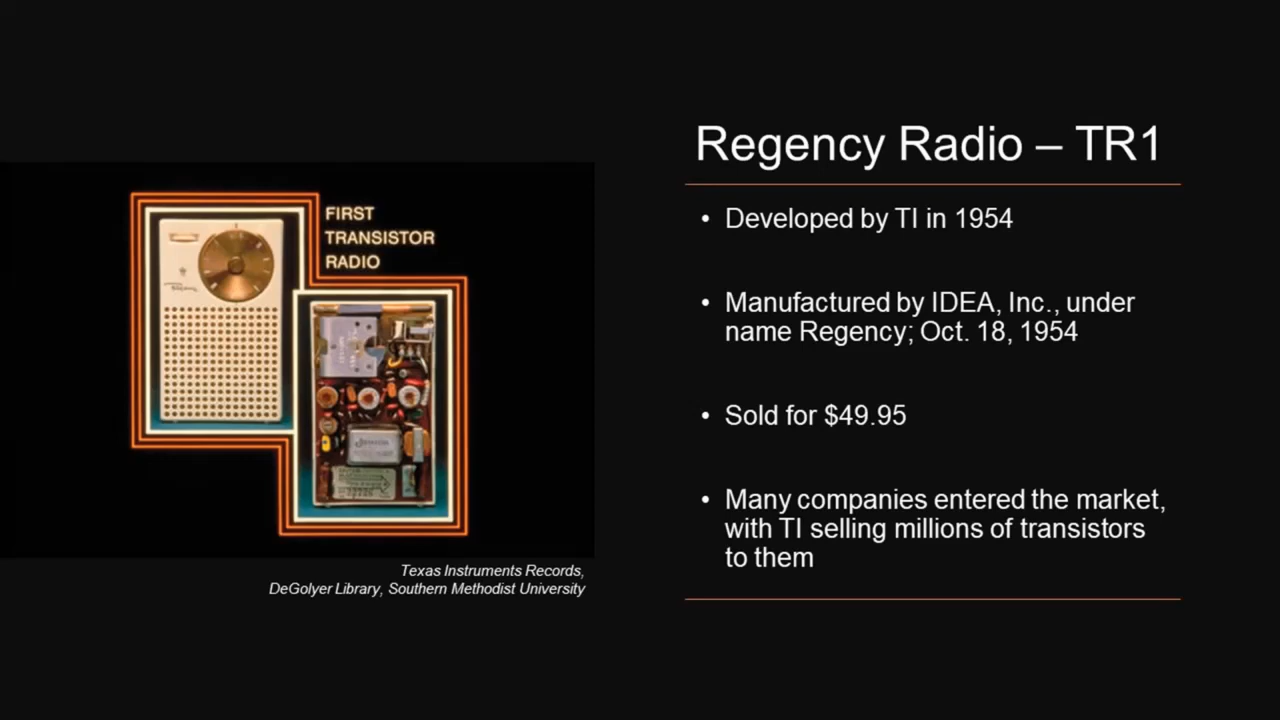 Regency Radio – TR1
FIRST
TRANSISTOR
RADIO
• Developed by TI in 1954
• Manufactured by IDEA, Inc., under
name Regency; Oct. 18, 1954
• Sold for $49.95
• Many companies entered the market,
with TI selling millions of transistors
to them
Texas Instruments Records,
DeGolyer Library, Southern Methodist University